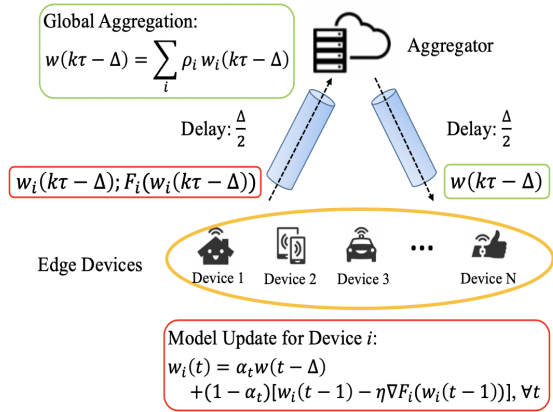 Global Aggregation:
w(kτ − Δ) = ∑_i ρ_i w_i(kτ − Δ)
Aggregator
Delay: Δ/2
Delay: Δ/2
w_i(kτ − Δ); F_i(w_i(kτ − Δ))
w(kτ − Δ)
Edge Devices
Device 1
Device 2
Device 3
...
Device N
Model Update for Device i:
w_i(t) = α_t w(t − Δ)
+(1 − α_t)[w_i(t − 1) − η∇F_i(w_i(t − 1))], ∀t